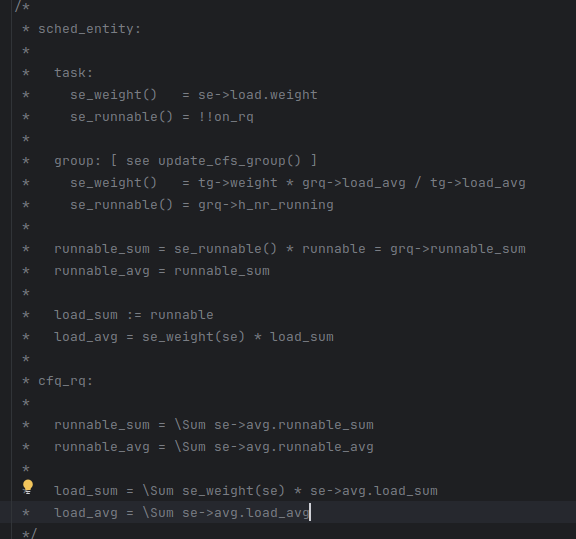 /*
 * sched_entity:
 *
 *   task:
 *     se_weight()   = se->load.weight
 *     se_runnable() = !!on_rq
 *
 *   group: [ see update_cfs_group() ]
 *     se_weight()   = tg->weight * grq->load_avg / tg->load_avg
 *     se_runnable() = grq->h_nr_running
 *
 *   runnable_sum = se_runnable() * runnable = grq->runnable_sum
 *   runnable_avg = runnable_sum
 *
 *   load_sum := runnable
 *   load_avg = se_weight(se) * load_sum
 *
 * cfq_rq:
 *
 *   runnable_sum = \Sum se->avg.runnable_sum
 *   runnable_avg = \Sum se->avg.runnable_avg
 *
 *   load_sum = \Sum se_weight(se) * se->avg.load_sum
 *   load_avg = \Sum se->avg.load_avg
 */